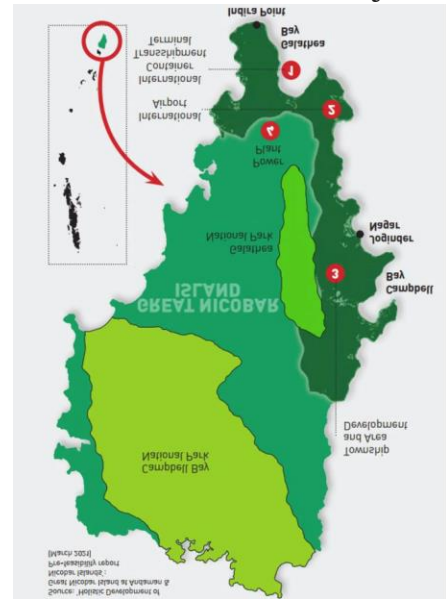 Source: 'Holistic Development of
Great Nicobar Island at Andaman &
Nicobar Islands':
Pre-feasibility report
(March 2021)
Campbell Bay
National Park
Township
and Area
Development
GREAT NICOBAR
ISLAND
Campbell
Bay
3
Galathea
National Park
Joginder
Nagar
Power
Plant
4
International
Airport
2
International
Container
Transshipment
Terminal
1
Galathea
Bay
Indira Point